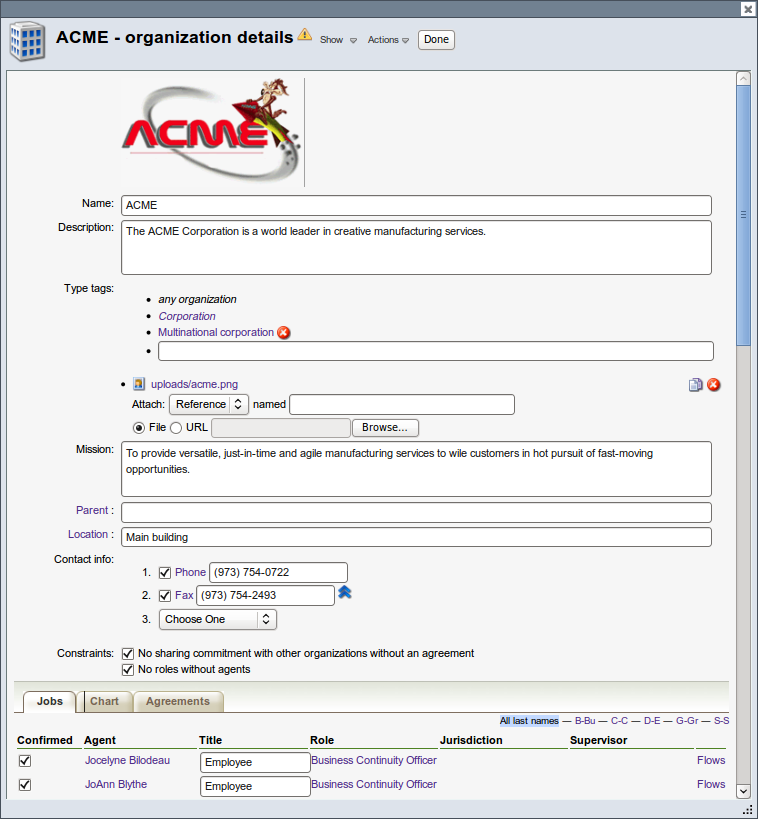 ACME - organization details Show Actions Done
ACME
Name: ACME
Description: The ACME Corporation is a world leader in creative manufacturing services.
Type tags:
• any organization
• Corporation
• Multinational corporation
•
• uploads/acme.png
Attach: Reference named
File URL Browse...
Mission: To provide versatile, just-in-time and agile manufacturing services to wile customers in hot pursuit of fast-moving
opportunities.
Parent :
Location : Main building
Contact info:
1. Phone (973) 754-0722
2. Fax (973) 754-2493
3. Choose One
Constraints: No sharing commitment with other organizations without an agreement
No roles without agents
Jobs Chart Agreements
All last names — B-Bu — C-C — D-E — G-Gr — S-S
Confirmed Agent Title Role Jurisdiction Supervisor
Jocelyne Bilodeau Employee Business Continuity Officer Flows
JoAnn Blythe Employee Business Continuity Officer Flows